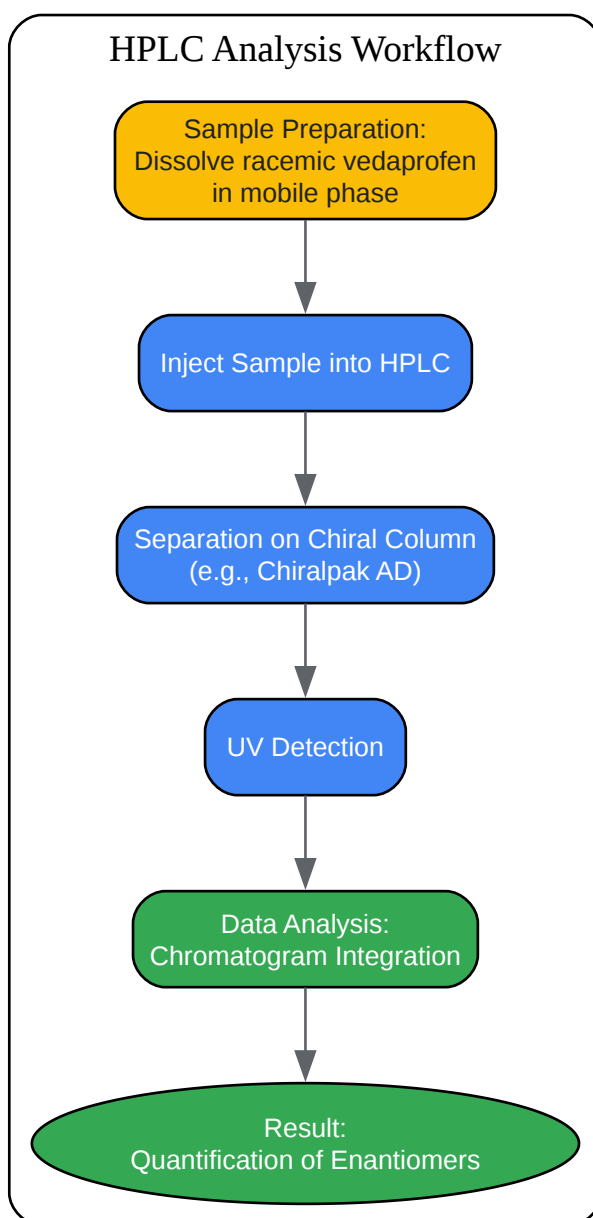 HPLC Analysis Workflow
Sample Preparation:
Dissolve racemic vedaprofen
in mobile phase
Inject Sample into HPLC
Separation on Chiral Column
(e.g., Chiralpak AD)
UV Detection
Data Analysis:
Chromatogram Integration
Result:
Quantification of Enantiomers